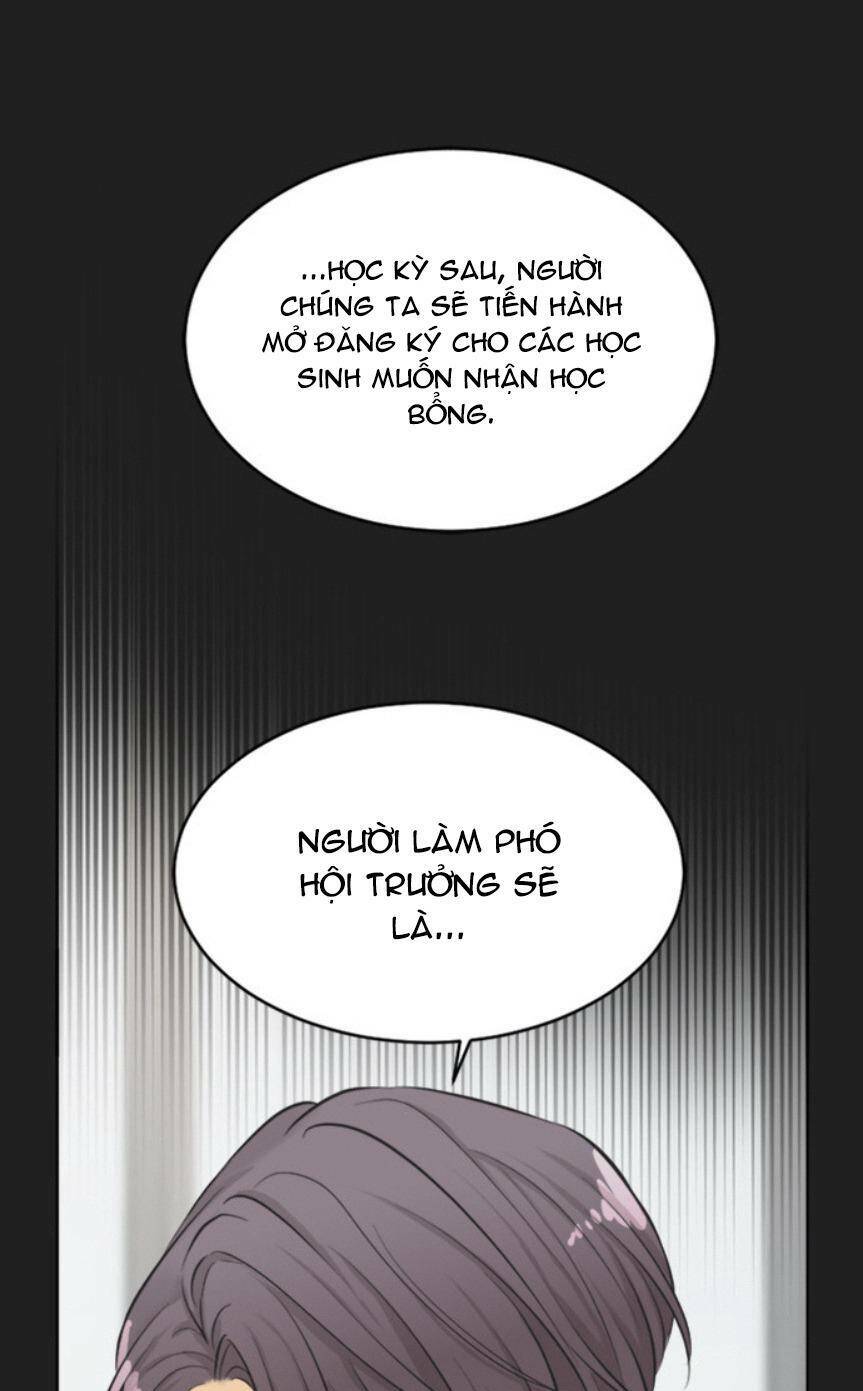 ...HỌC KỲ SAU, NGƯỜI
CHÚNG TA SẼ TIẾN HÀNH
MỞ ĐĂNG KÝ CHO CÁC HỌC
SINH MUỐN NHẬN HỌC
BỔNG.
NGƯỜI LÀM PHÓ
HỘI TRƯỞNG SẼ
LÀ...